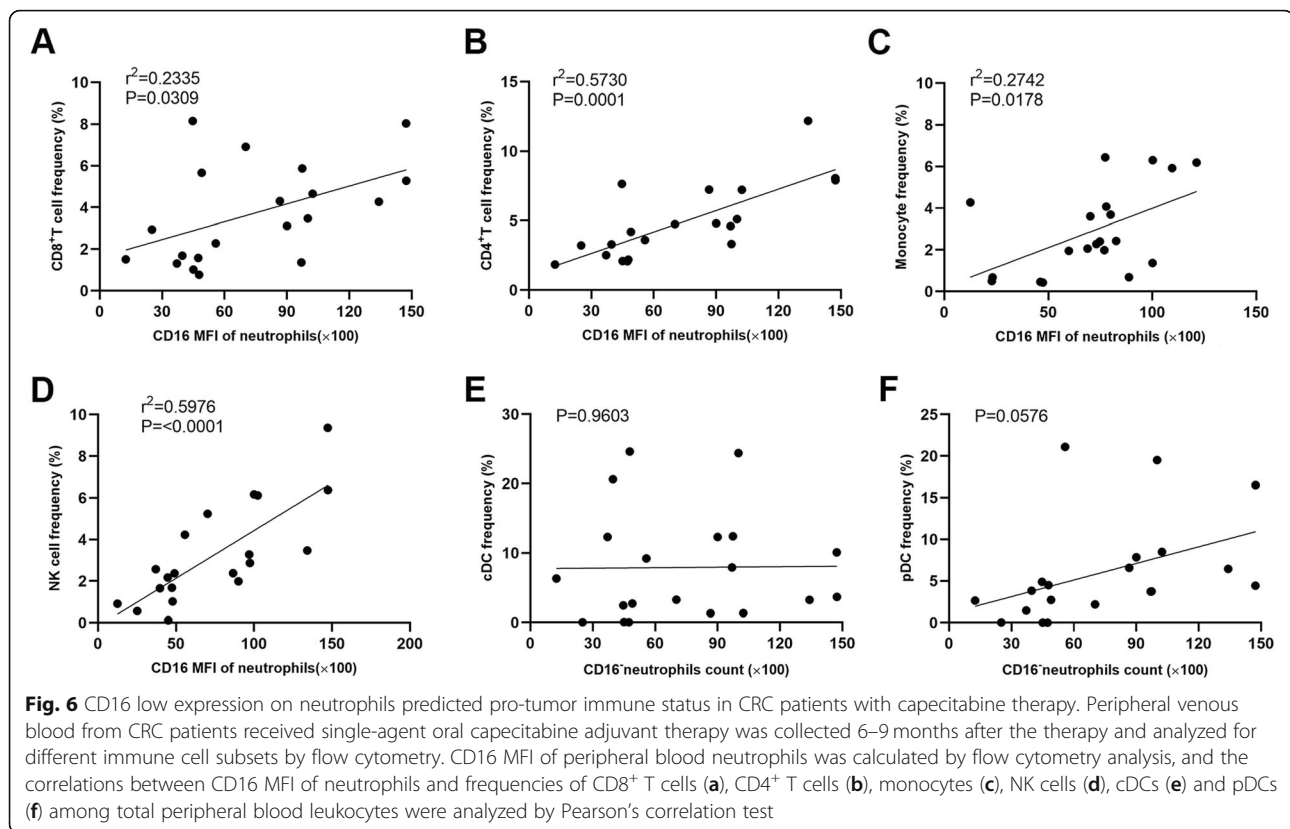 A
r²=0.2335
P=0.0309
CD8⁺T cell frequency (%)
10
8
6
4
2
0
0 30 60 90 120 150
CD16 MFI of neutrophils(×100)
B
r²=0.5730
P=0.0001
CD4⁺T cell frequency (%)
15
10
5
0
0 30 60 90 120 150
CD16 MFI of neutrophils(×100)
C
r²=0.2742
P=0.0178
Monocyte frequency (%)
8
6
4
2
0
0 50 100 150
CD16 MFI of neutrophils (×100)
D
r²=0.5976
P=<0.0001
NK cell frequency (%)
10
8
6
4
2
0
0 50 100 150 200
CD16 MFI of neutrophils(×100)
E
P=0.9603
cDC frequency (%)
30
20
10
0
0 30 60 90 120 150
CD16⁻neutrophils count (×100)
F
P=0.0576
pDC frequency (%)
25
20
15
10
5
0
0 30 60 90 120 150
CD16⁻neutrophils count (×100)
Fig. 6 CD16 low expression on neutrophils predicted pro-tumor immune status in CRC patients with capecitabine therapy. Peripheral venous
blood from CRC patients received single-agent oral capecitabine adjuvant therapy was collected 6–9 months after the therapy and analyzed for
different immune cell subsets by flow cytometry. CD16 MFI of peripheral blood neutrophils was calculated by flow cytometry analysis, and the
correlations between CD16 MFI of neutrophils and frequencies of CD8⁺ T cells (a), CD4⁺ T cells (b), monocytes (c), NK cells (d), cDCs (e) and pDCs
(f) among total peripheral blood leukocytes were analyzed by Pearson's correlation test